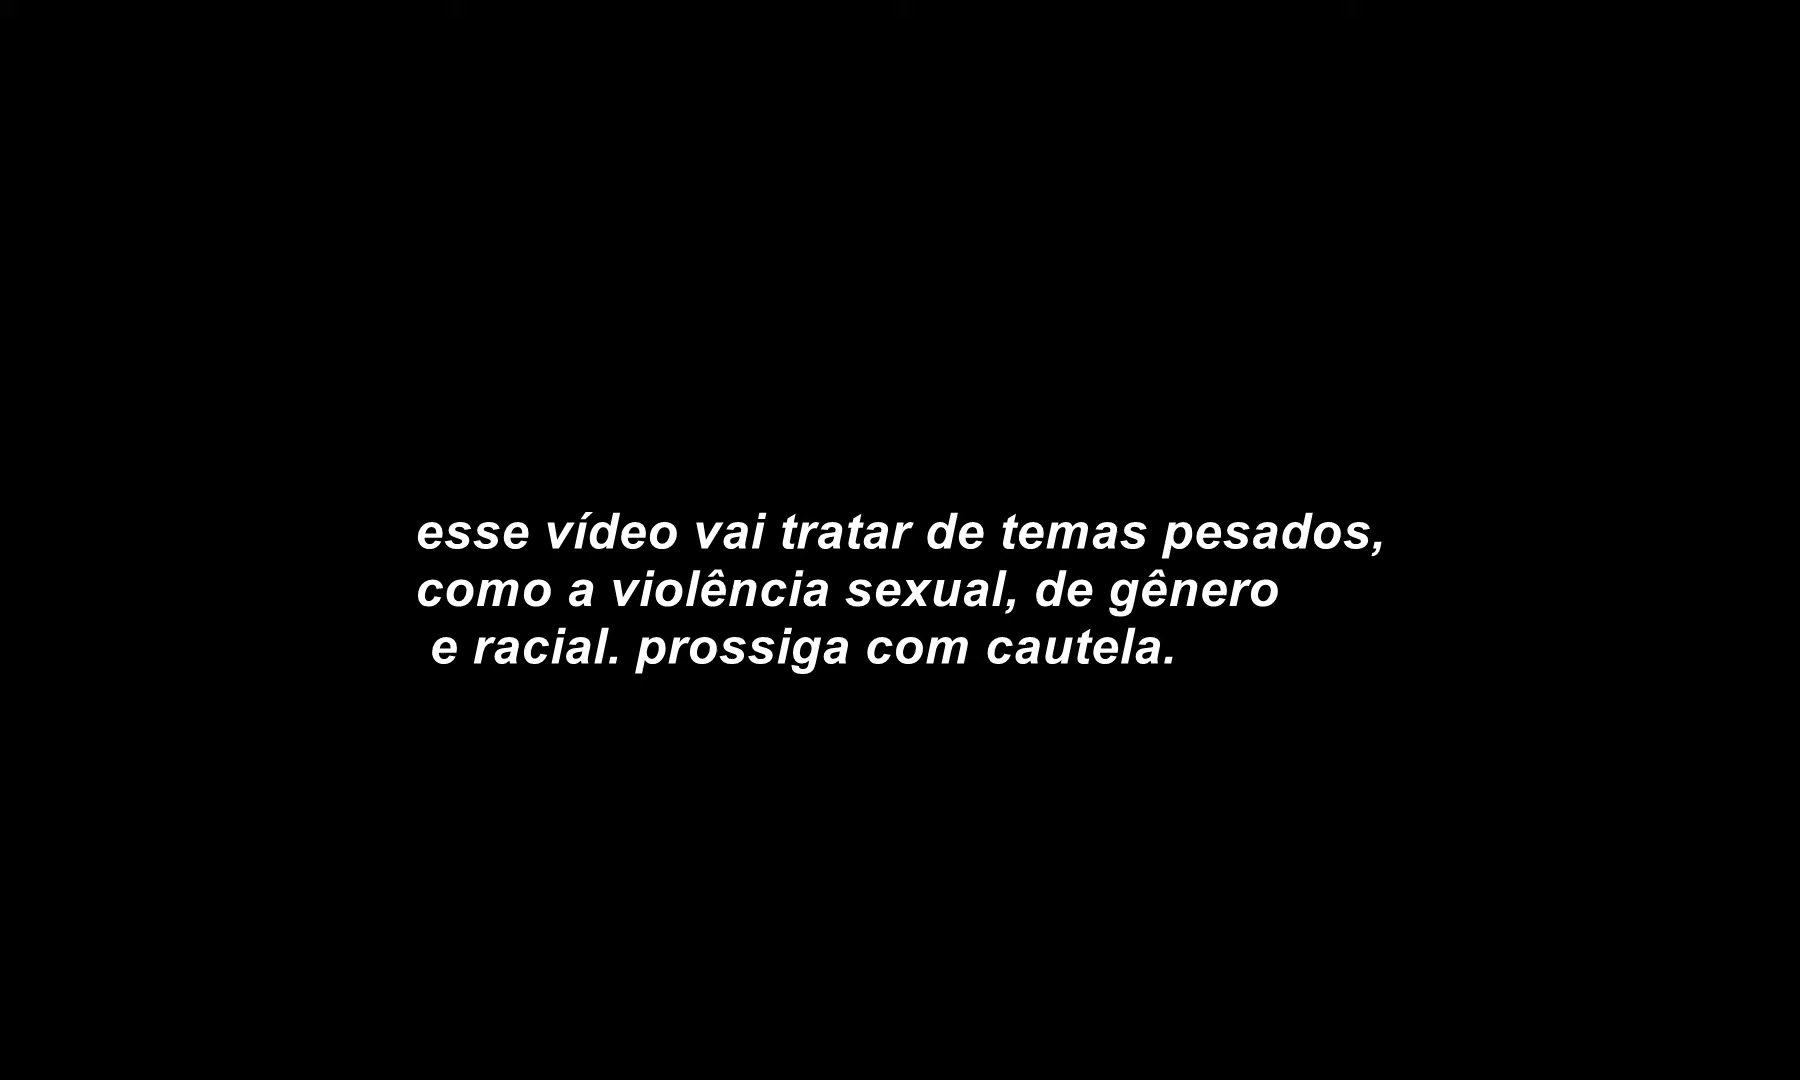 esse vídeo vai tratar de temas pesados,
como a violência sexual, de gênero
e racial. prossiga com cautela.